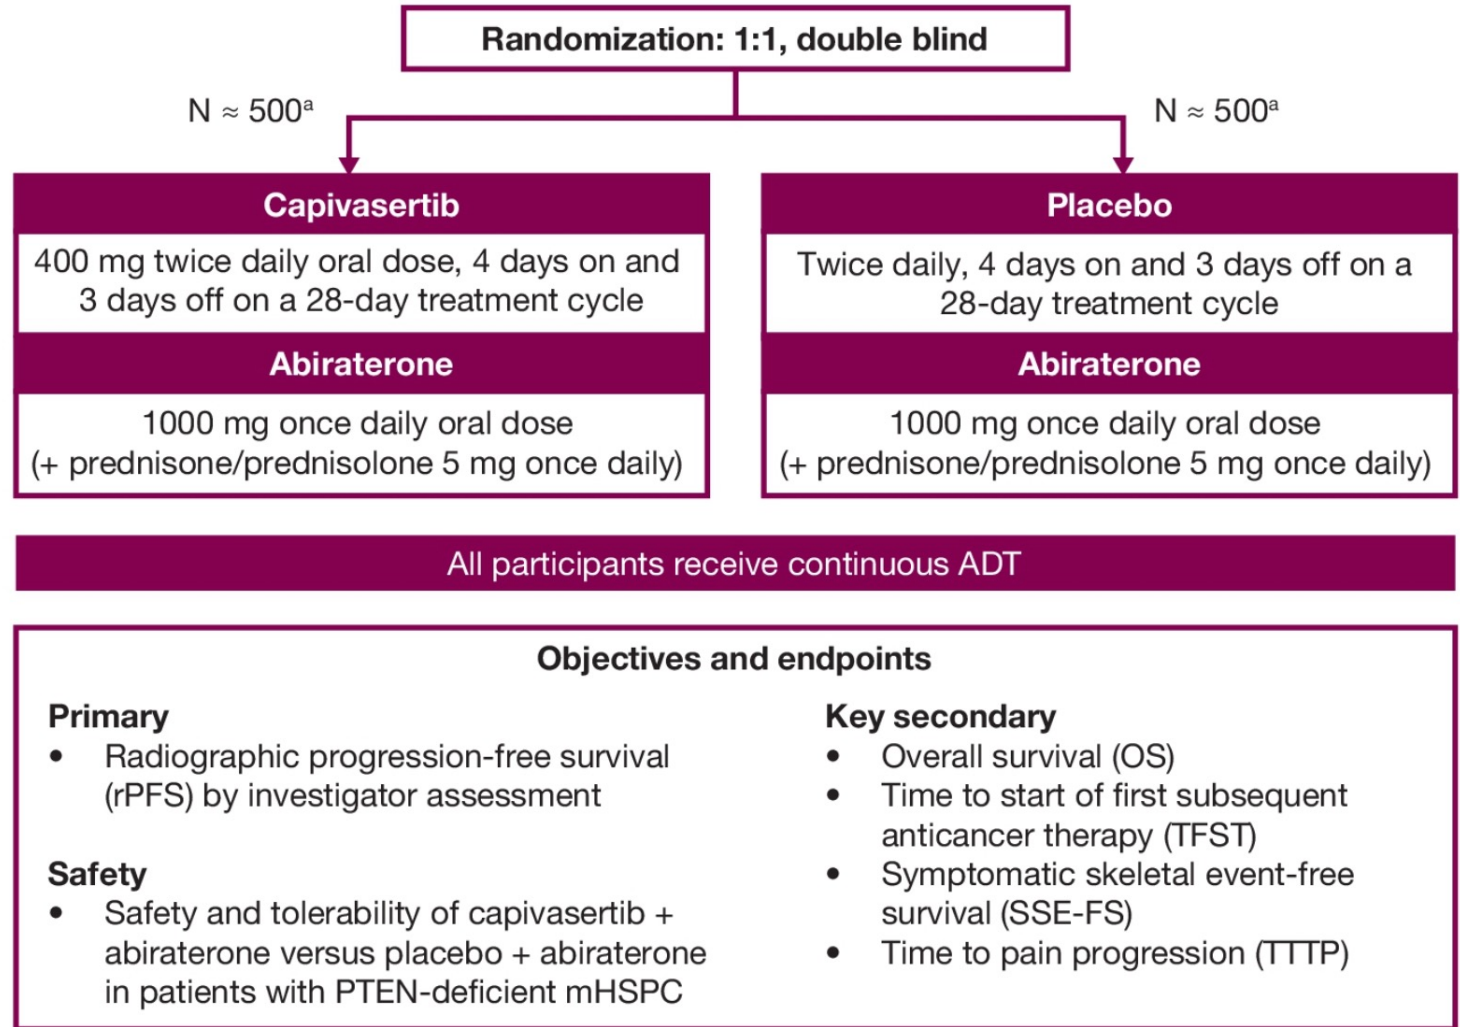 Randomization: 1:1, double blind
N ≈ 500ᵃ
N ≈ 500ᵃ
Capivasertib
400 mg twice daily oral dose, 4 days on and
3 days off on a 28-day treatment cycle
Abiraterone
1000 mg once daily oral dose
(+ prednisone/prednisolone 5 mg once daily)
Placebo
Twice daily, 4 days on and 3 days off on a
28-day treatment cycle
Abiraterone
1000 mg once daily oral dose
(+ prednisone/prednisolone 5 mg once daily)
All participants receive continuous ADT
Objectives and endpoints
Primary
• Radiographic progression-free survival
(rPFS) by investigator assessment
Safety
• Safety and tolerability of capivasertib +
abiraterone versus placebo + abiraterone
in patients with PTEN-deficient mHSPC
Key secondary
• Overall survival (OS)
• Time to start of first subsequent
anticancer therapy (TFST)
• Symptomatic skeletal event-free
survival (SSE-FS)
• Time to pain progression (TTTP)